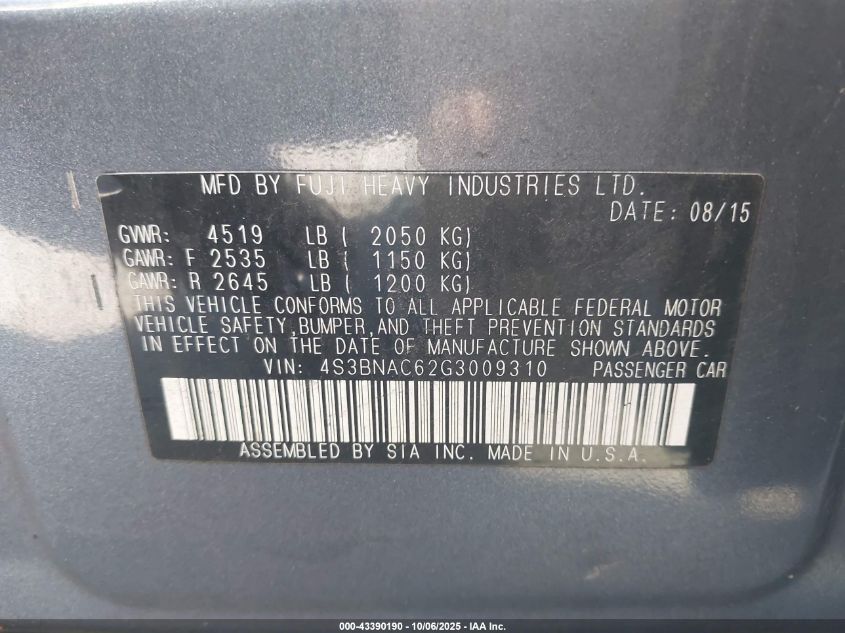 MFD BY FUJI HEAVY INDUSTRIES LTD.
DATE: 08/15
GVWR: 4519 LB ( 2050 KG)
GAWR: F 2535 LB ( 1150 KG)
GAWR: R 2645 LB ( 1200 KG)
THIS VEHICLE CONFORMS TO ALL APPLICABLE FEDERAL MOTOR
VEHICLE SAFETY,BUMPER,AND THEFT PREVENTION STANDARDS
IN EFFECT ON THE DATE OF MANUFACTURE SHOWN ABOVE.
VIN: 4S3BNAC62G3009310 PASSENGER CAR
ASSEMBLED BY SIA INC. MADE IN U.S.A.
000-43390190 - 10/06/2025 - IAA Inc.